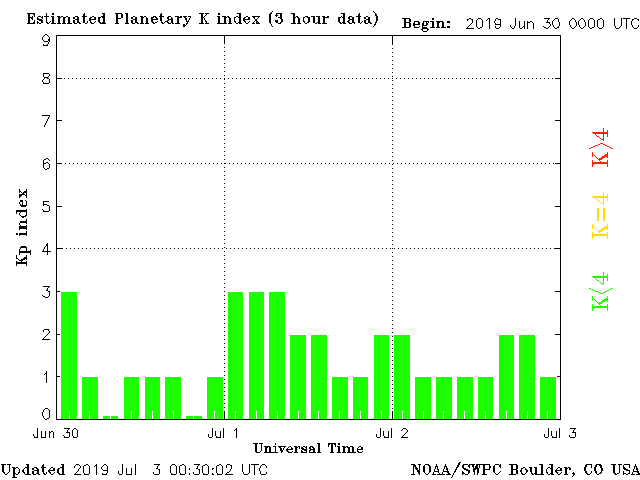 Estimated Planetary K index (3 hour data) Begin: 2019 Jun 30 0000 UTC
9
8
7
6
5
4
3
2
1
0
Kp index
K>4
K=4
K<4
Jun 30 Jul 1 Jul 2 Jul 3
Universal Time
Updated 2019 Jul 3 00:30:02 UTC NOAA/SWPC Boulder, CO USA